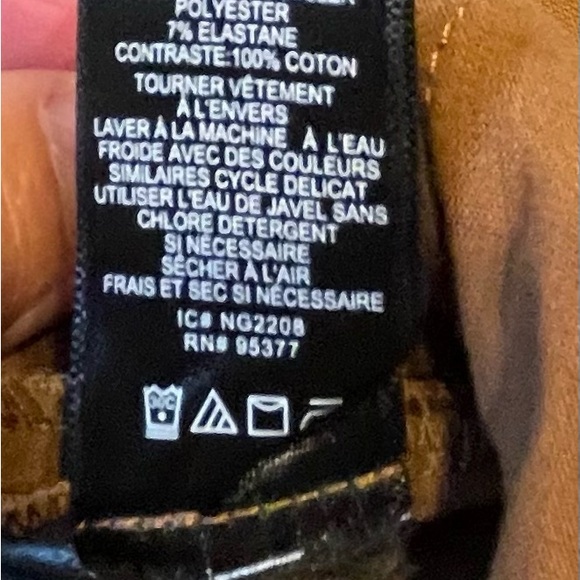 POLYESTER
7% ELASTANE
CONTRASTE:100% COTON
TOURNER VÊTEMENT
À L'ENVERS
LAVER À LA MACHINE À L'EAU
FROIDE AVEC DES COULEURS
SIMILAIRES CYCLE DELICAT
UTILISER L'EAU DE JAVEL SANS
CHLORE DETERGENT
SI NÉCESSAIRE
SÉCHER À L'AIR
FRAIS ET SEC SI NÉCESSAIRE
IC# NG2208
RN# 95377